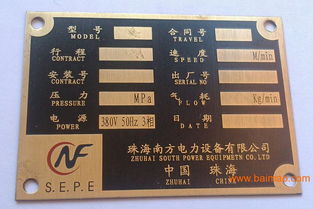 型号 合同号
MODEL TRAVEL
行程 速度 M/min
CONTRACT SPEED
安装号 出厂号
CONTRACT SERIAL NO.
压力 MPa 气耗 Kg/min
PRESSURE FLOW
电源 380V 50Hz 3相 日期
POWER DATE
NF
S.E.P.E
珠海南方电力设备有限公司
ZHUHAI SOUTH POWER EQUIPMETN CO.LTD
中国 珠海
ZHUHAI CHINA
www.baimao.com